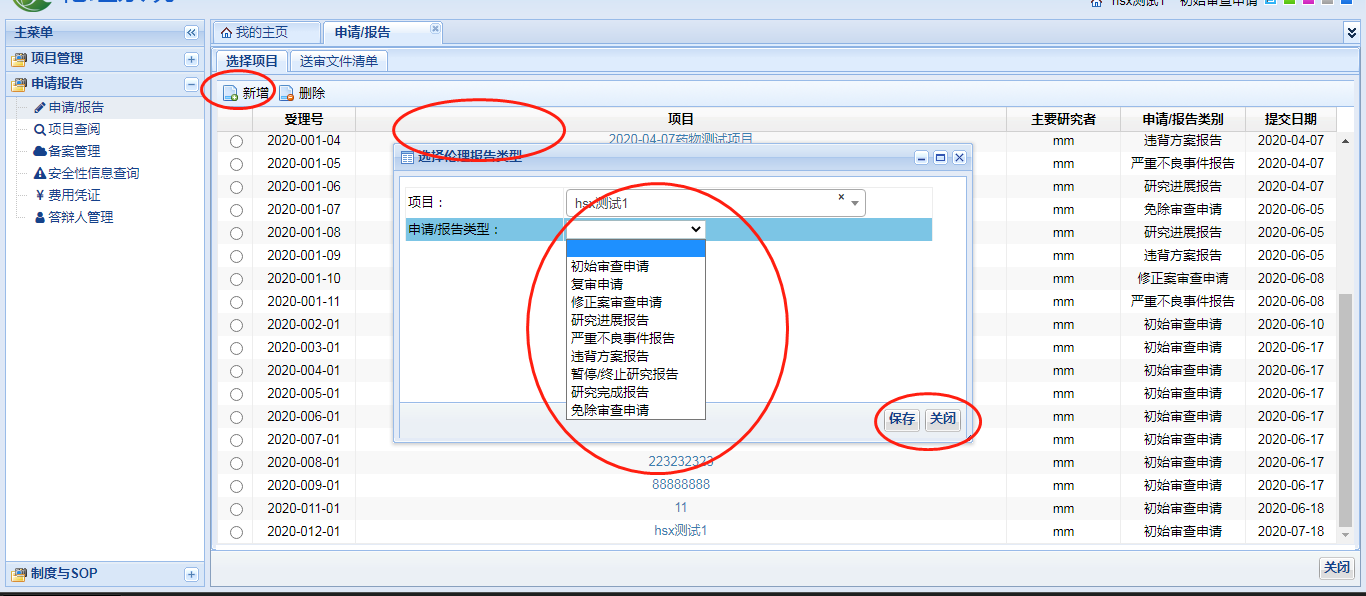 hsx测试1 初始审查申请
主菜单
我的主页
申请/报告
项目管理
选择项目
送审文件清单
申请报告
新增
删除
申请/报告
项目查阅
备案管理
安全性信息查询
费用凭证
答辩人管理
制度与SOP
受理号 项目 主要研究者 申请/报告类别 提交日期
2020-001-04 2020-04-07药物测试项目 mm 违背方案报告 2020-04-07
2020-001-05 mm 严重不良事件报告 2020-04-07
2020-001-06 mm 研究进展报告 2020-04-07
2020-001-07 mm 免除审查申请 2020-06-05
2020-001-08 mm 研究进展报告 2020-06-05
2020-001-09 mm 违背方案报告 2020-06-05
2020-001-10 mm 修正案审查申请 2020-06-08
2020-001-11 mm 严重不良事件报告 2020-06-08
2020-002-01 mm 初始审查申请 2020-06-10
2020-003-01 mm 初始审查申请 2020-06-17
2020-004-01 mm 初始审查申请 2020-06-17
2020-005-01 mm 初始审查申请 2020-06-17
2020-006-01 mm 初始审查申请 2020-06-17
2020-007-01 mm 初始审查申请 2020-06-17
2020-008-01 223232323 mm 初始审查申请 2020-06-17
2020-009-01 88888888 mm 初始审查申请 2020-06-17
2020-011-01 11 mm 初始审查申请 2020-06-18
2020-012-01 hsx测试1 mm 初始审查申请 2020-07-18
选择伦理报告类型
项目： hsx测试1
申请/报告类型：
初始审查申请
复审申请
修正案审查申请
研究进展报告
严重不良事件报告
违背方案报告
暂停/终止研究报告
研究完成报告
免除审查申请
保存 关闭
关闭